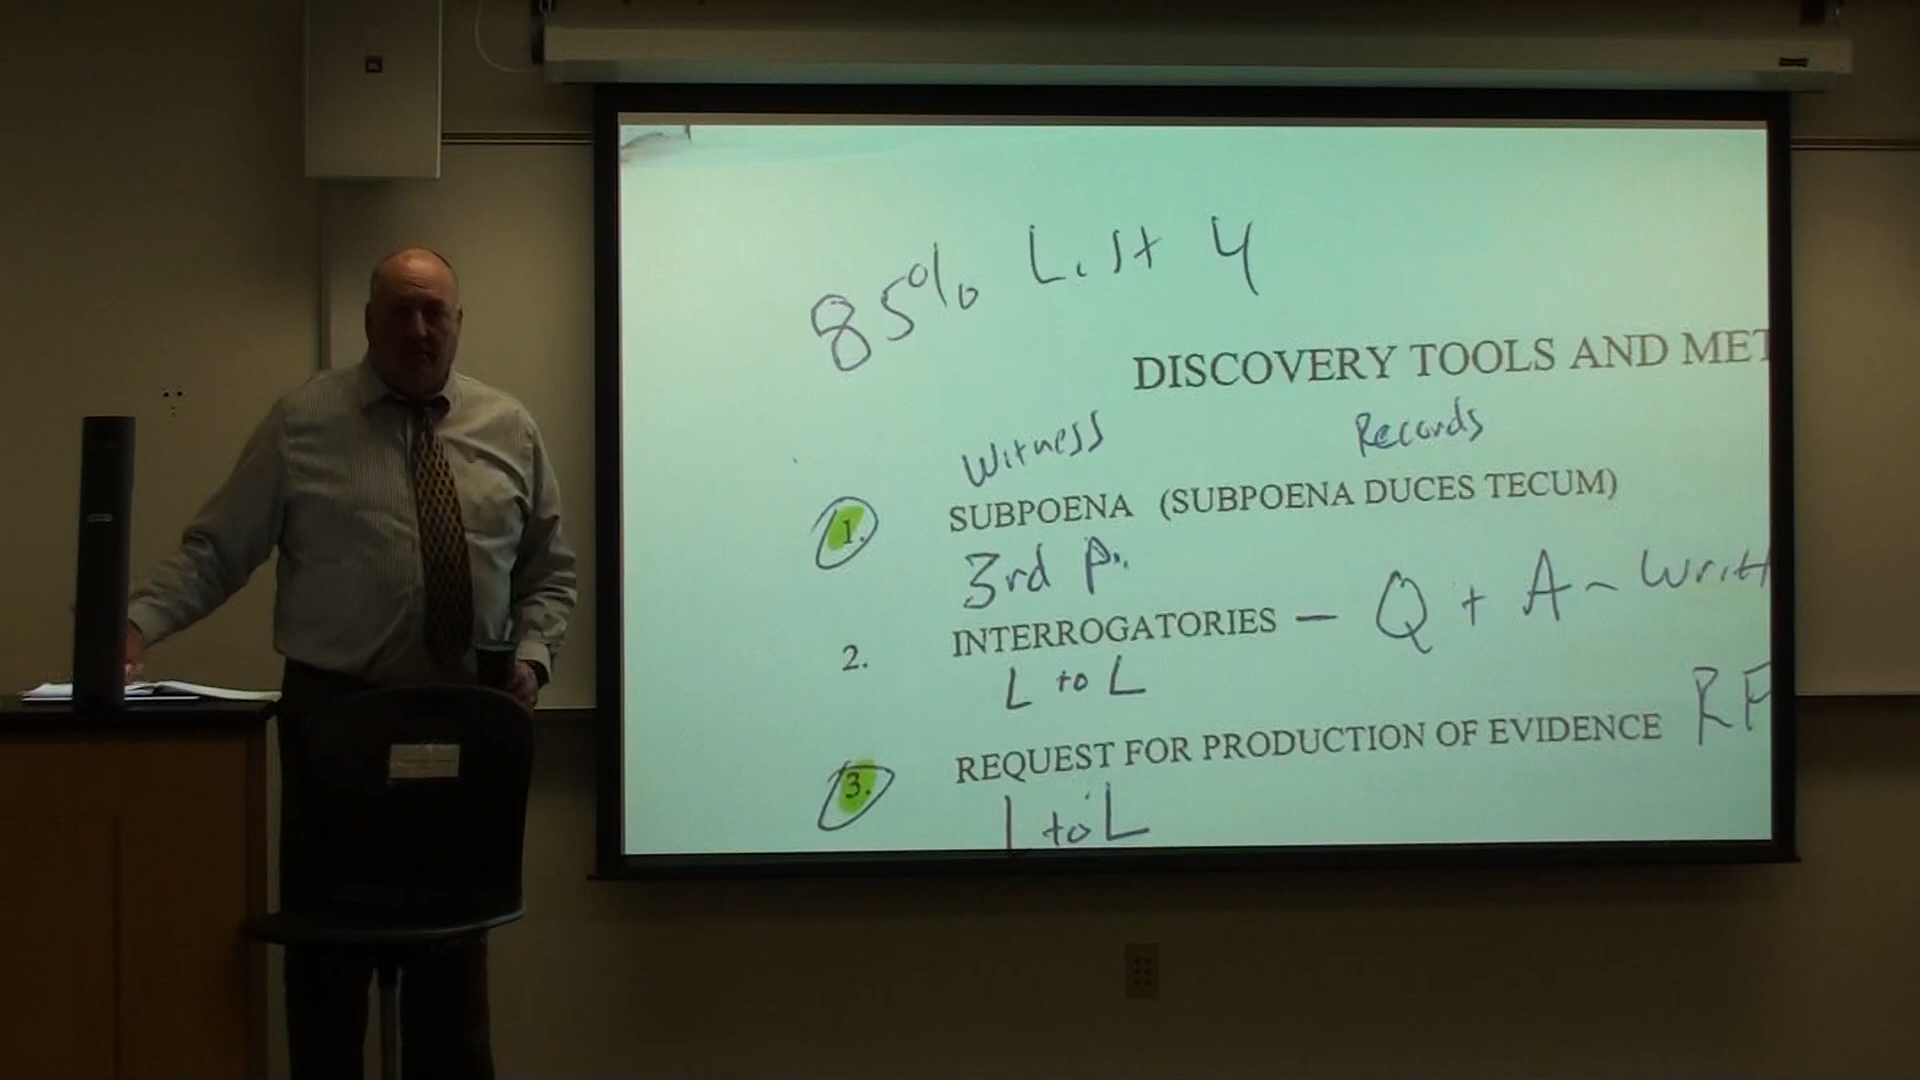 85% List 4
DISCOVERY TOOLS AND MET
Witness Records
1. SUBPOENA (SUBPOENA DUCES TECUM)
3rd P.
2. INTERROGATORIES — Q + A ~ Writt
L to L
3. REQUEST FOR PRODUCTION OF EVIDENCE RF
L to L